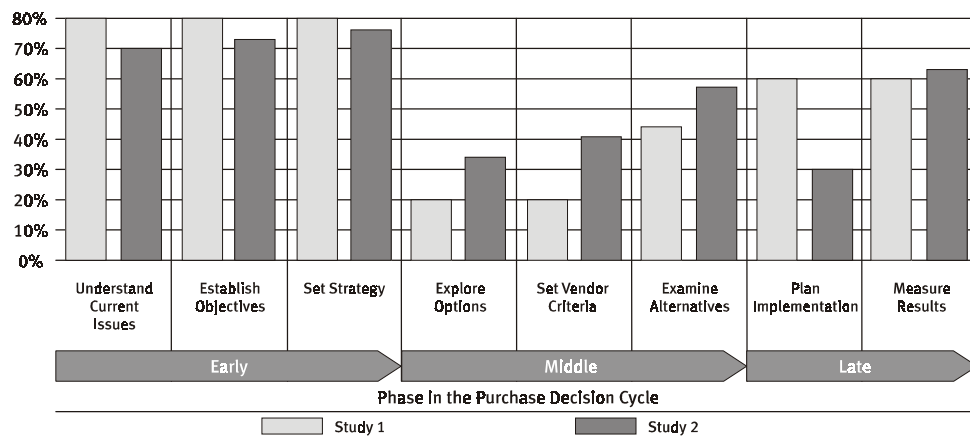 80%
70%
60%
50%
40%
30%
20%
10%
0%
Understand
Current
Issues
Establish
Objectives
Set Strategy
Explore
Options
Set Vendor
Criteria
Examine
Alternatives
Plan
Implementation
Measure
Results
Early
Middle
Late
Phase in the Purchase Decision Cycle
Study 1
Study 2